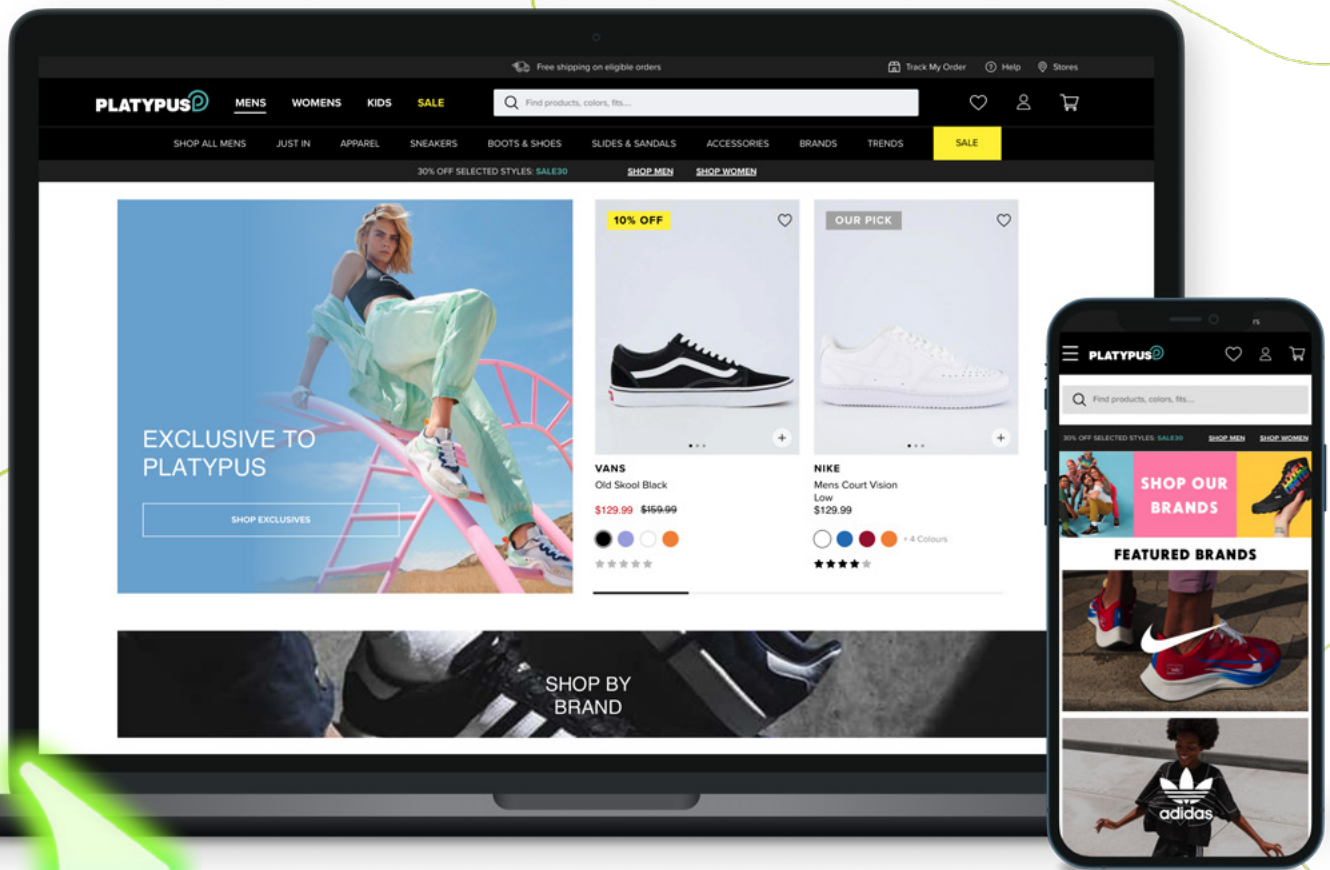 Free shipping on eligible orders
Track My Order
Help
Stores
PLATYPUS
MENS
WOMENS
KIDS
SALE
Find products, colors, fits....
SHOP ALL MENS
JUST IN
APPAREL
SNEAKERS
BOOTS & SHOES
SLIDES & SANDALS
ACCESSORIES
BRANDS
TRENDS
SALE
30% OFF SELECTED STYLES: SALE30
SHOP MEN
SHOP WOMEN
EXCLUSIVE TO
PLATYPUS
SHOP EXCLUSIVES
10% OFF
VANS
Old Skool Black
$129.99 $159.99
OUR PICK
NIKE
Mens Court Vision
Low
$129.99
+ 4 Colours
SHOP BY
BRAND
rs
PLATYPUS
Find products, colors, fits....
30% OFF SELECTED STYLES: SALE30
SHOP MEN
SHOP WOMEN
SHOP OUR
BRANDS
FEATURED BRANDS
adidas